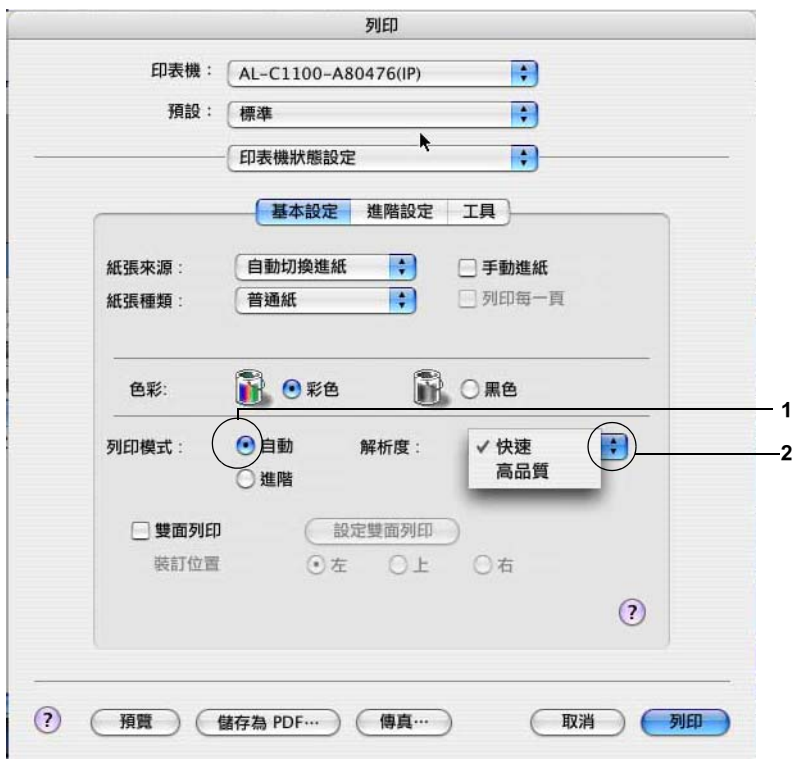 列印
印表機： AL-C1100-A80476(IP)
預設： 標準
印表機狀態設定
基本設定 進階設定 工具
紙張來源： 自動切換進紙 手動進紙
紙張種類： 普通紙 列印每一頁
色彩: 彩色 黑色
1
列印模式： 自動 解析度： ✓ 快速
2
進階 高品質
雙面列印 設定雙面列印
裝訂位置 左 上 右
?
? 預覽 儲存為 PDF… 傳真… 取消 列印